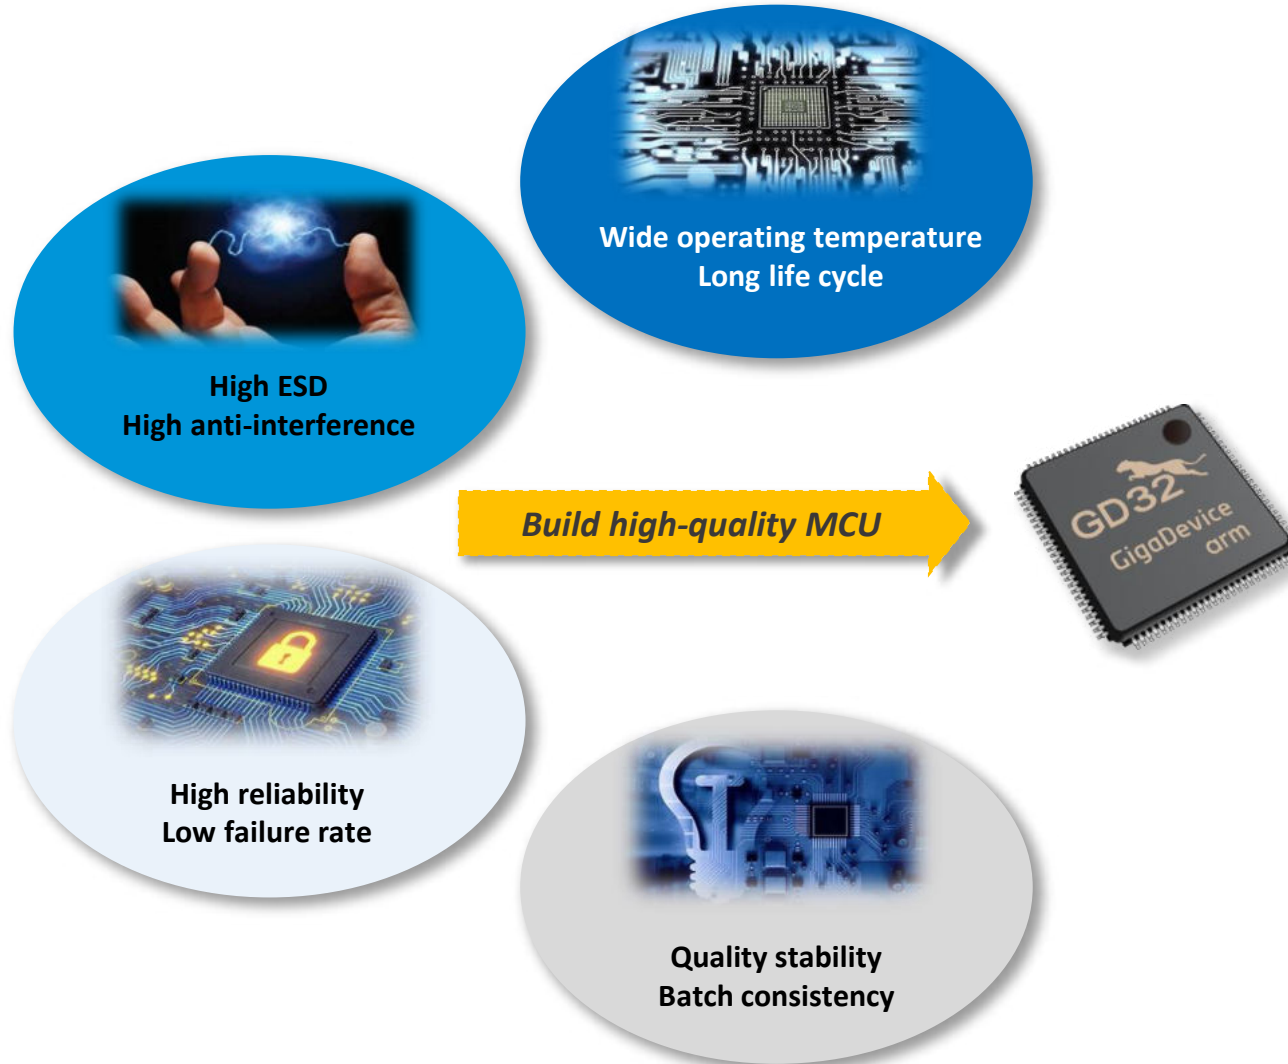 Wide operating temperature
Long life cycle
High ESD
High anti-interference
Build high-quality MCU
GD32
GigaDevice
arm
High reliability
Low failure rate
Quality stability
Batch consistency